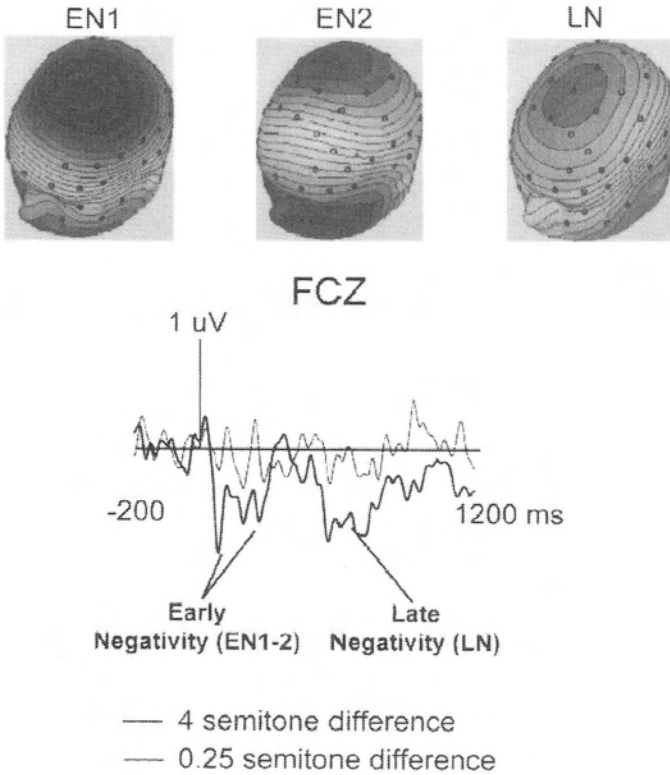 EN1 EN2 LN
FCZ
1 uV
-200 1200 ms
Early Late
Negativity (EN1-2) Negativity (LN)
4 semitone difference
0.25 semitone difference